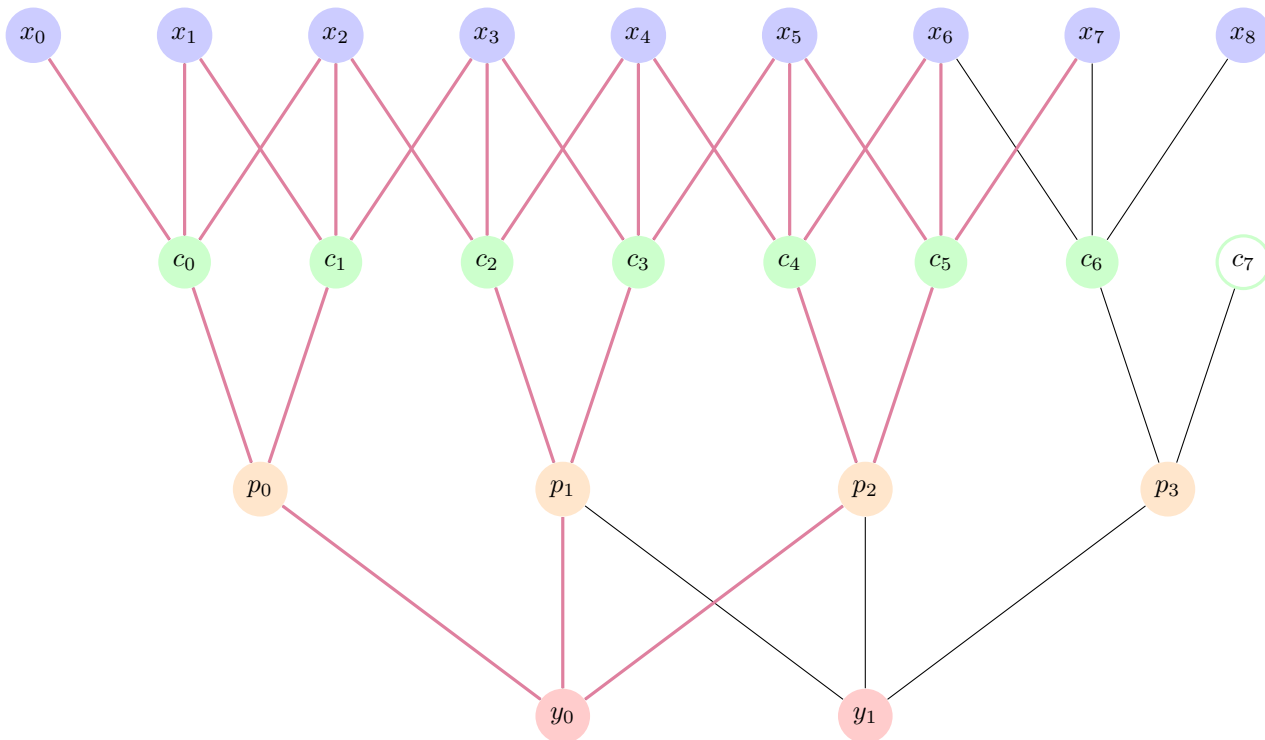 x₀ x₁ x₂ x₃ x₄ x₅ x₆ x₇ x₈
c₀ c₁ c₂ c₃ c₄ c₅ c₆ c₇
p₀ p₁ p₂ p₃
y₀ y₁